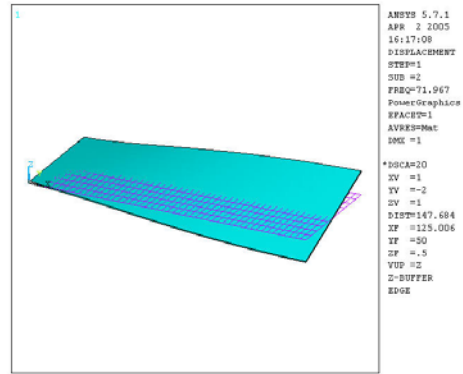 1
ANSYS 5.7.1
APR 2 2005
16:17:08
DISPLACEMENT
STEP=1
SUB =2
FREQ=71.967
PowerGraphics
EFACET=1
AVRES=Mat
DMX =1
*DSCA=20
XV =1
YV =-2
ZV =1
DIST=147.684
XF =125.006
YF =50
ZF =.5
VUP =Z
Z-BUFFER
EDGE
Z